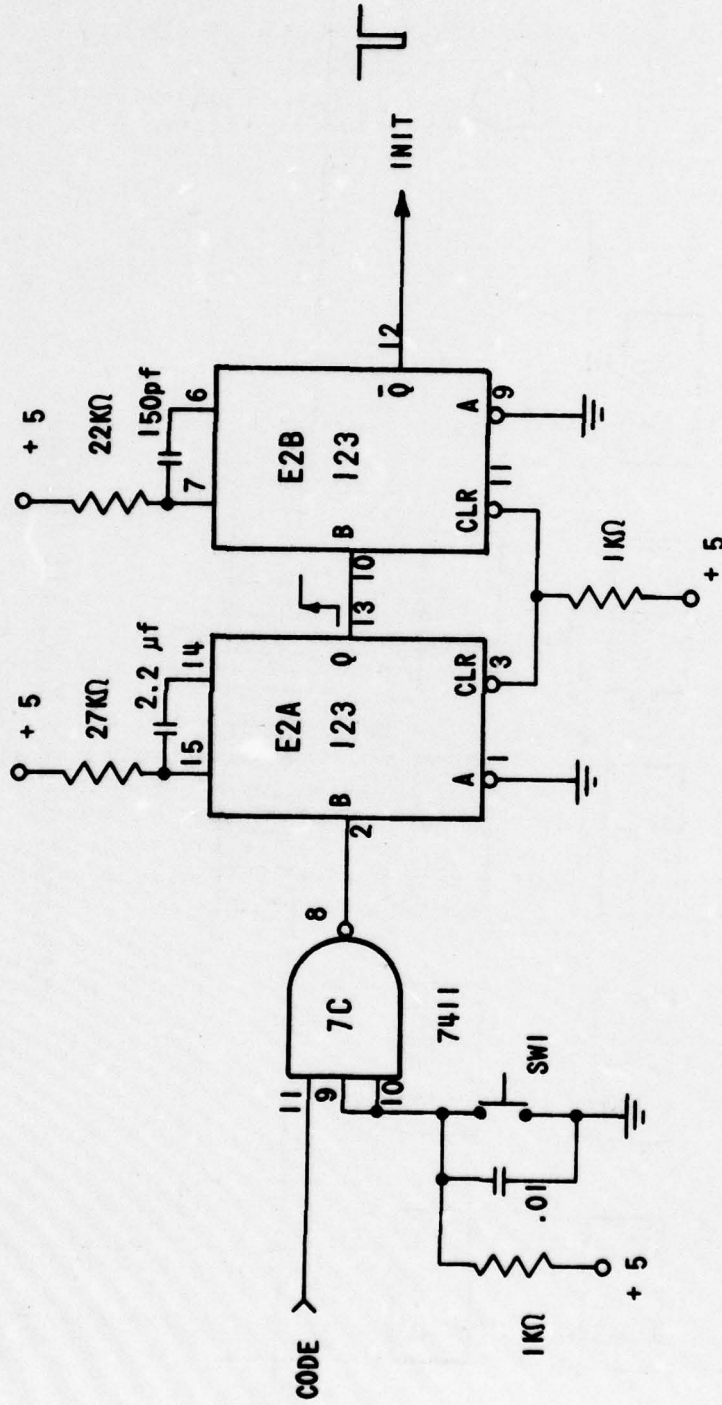 CODE
11
9
10
7C
8
7411
1KΩ
+ 5
.01
SW1
+ 5
27KΩ
2.2 µf
15
14
E2A
123
B
2
Q
13
A
1
CLR
3
1KΩ
+ 5
+ 5
22KΩ
150pf
7
6
E2B
123
B
10
Q̄
12
CLR
11
A
9
INIT